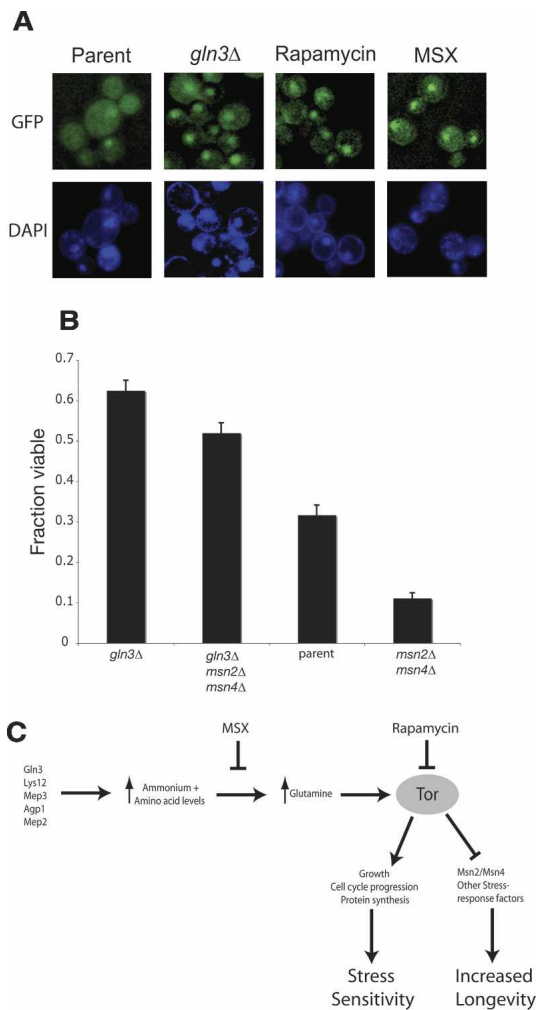 A
Parent gln3Δ Rapamycin MSX
GFP
DAPI
B
Fraction viable
0.7
0.6
0.5
0.4
0.3
0.2
0.1
0
gln3Δ
gln3Δ
msn2Δ
msn4Δ
parent
msn2Δ
msn4Δ
C
MSX
Rapamycin
Gln3
Lys12
Mep3
Agp1
Mep2
Ammonium +
Amino acid levels
Glutamine
Tor
Growth
Cell cycle progression
Protein synthesis
Msn2/Msn4
Other Stress-
response factors
Stress
Sensitivity
Increased
Longevity